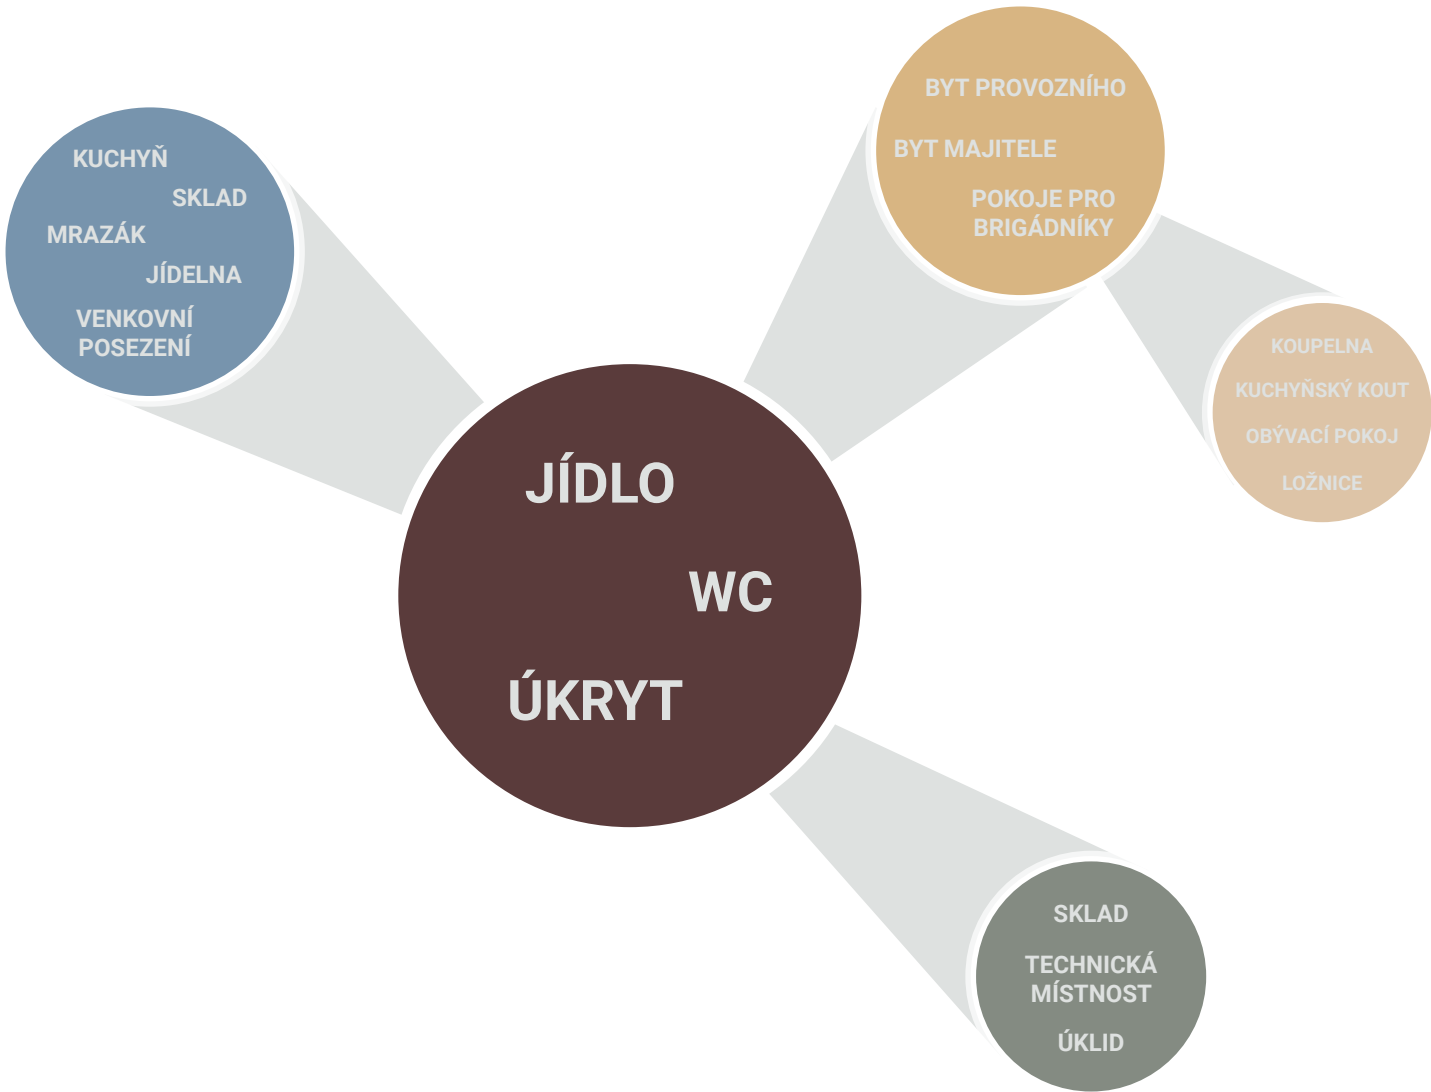 BYT PROVOZNÍHO
BYT MAJITELE
POKOJE PRO
BRIGÁDNÍKY
KUCHYŇ
SKLAD
MRAZÁK
JÍDELNA
VENKOVNÍ
POSEZENÍ
KOUPELNA
KUCHYŇSKÝ KOUT
OBÝVACÍ POKOJ
LOŽNICE
JÍDLO
WC
ÚKRYT
SKLAD
TECHNICKÁ
MÍSTNOST
ÚKLID